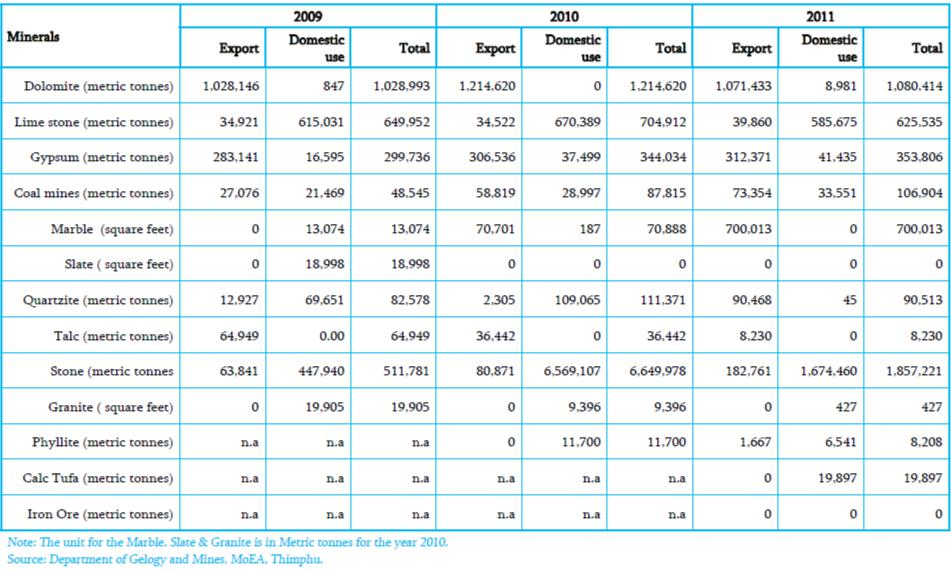 Minerals 2009 2010 2011
Export Domestic use Total Export Domestic use Total Export Domestic use Total
Dolomite (metric tonnes) 1,028,146 847 1,028,993 1,214,620 0 1,214,620 1,071,433 8,981 1,080,414
Lime stone (metric tonnes) 34,921 615,031 649,952 34,522 670,389 704,912 39,860 585,675 625,535
Gypsum (metric tonnes) 283,141 16,595 299,736 306,536 37,499 344,034 312,371 41,435 353,806
Coal mines (metric tonnes) 27,076 21,469 48,545 58,819 28,997 87,815 73,354 33,551 106,904
Marble (square feet) 0 13,074 13,074 70,701 187 70,888 700,013 0 700,013
Slate ( square feet) 0 18,998 18,998 0 0 0 0 0 0
Quartzite (metric tonnes) 12,927 69,651 82,578 2,305 109,065 111,371 90,468 45 90,513
Talc (metric tonnes) 64,949 0.00 64,949 36,442 0 36,442 8,230 0 8,230
Stone (metric tonnes 63,841 447,940 511,781 80,871 6,569,107 6,649,978 182,761 1,674,460 1,857,221
Granite ( square feet) 0 19,905 19,905 0 9,396 9,396 0 427 427
Phyllite (metric tonnes) n.a n.a n.a 0 11,700 11,700 1,667 6,541 8,208
Calc Tufa (metric tonnes) n.a n.a n.a n.a n.a n.a 0 19,897 19,897
Iron Ore (metric tonnes) n.a n.a n.a n.a n.a n.a 0 0 0
Note: The unit for the Marble, Slate & Granite is in Metric tonnes for the year 2010.
Source: Department of Gelogy and Mines, MoEA, Thimphu.